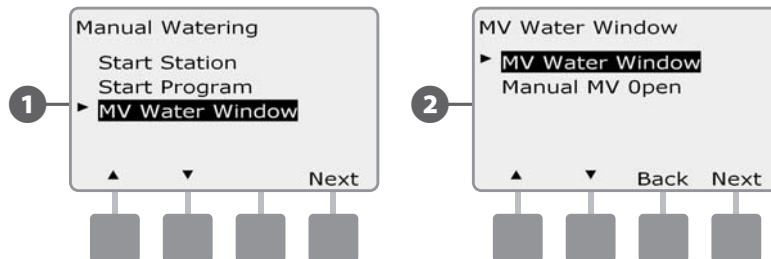 Manual Watering
Start Station
Start Program
MV Water Window
Next
1
MV Water Window
MV Water Window
Manual MV 0pen
Back Next
2